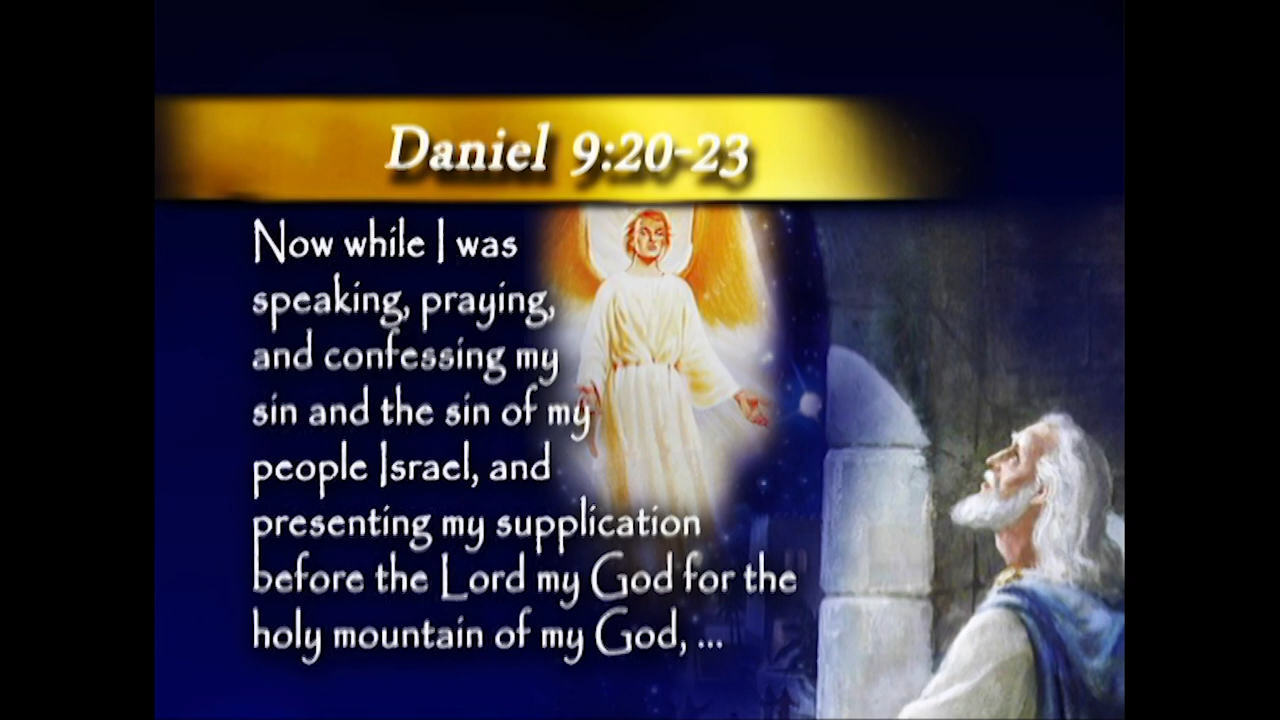 Daniel 9:20-23
Now while I was
speaking, praying,
and confessing my
sin and the sin of my
people Israel, and
presenting my supplication
before the Lord my God for the
holy mountain of my God, ...